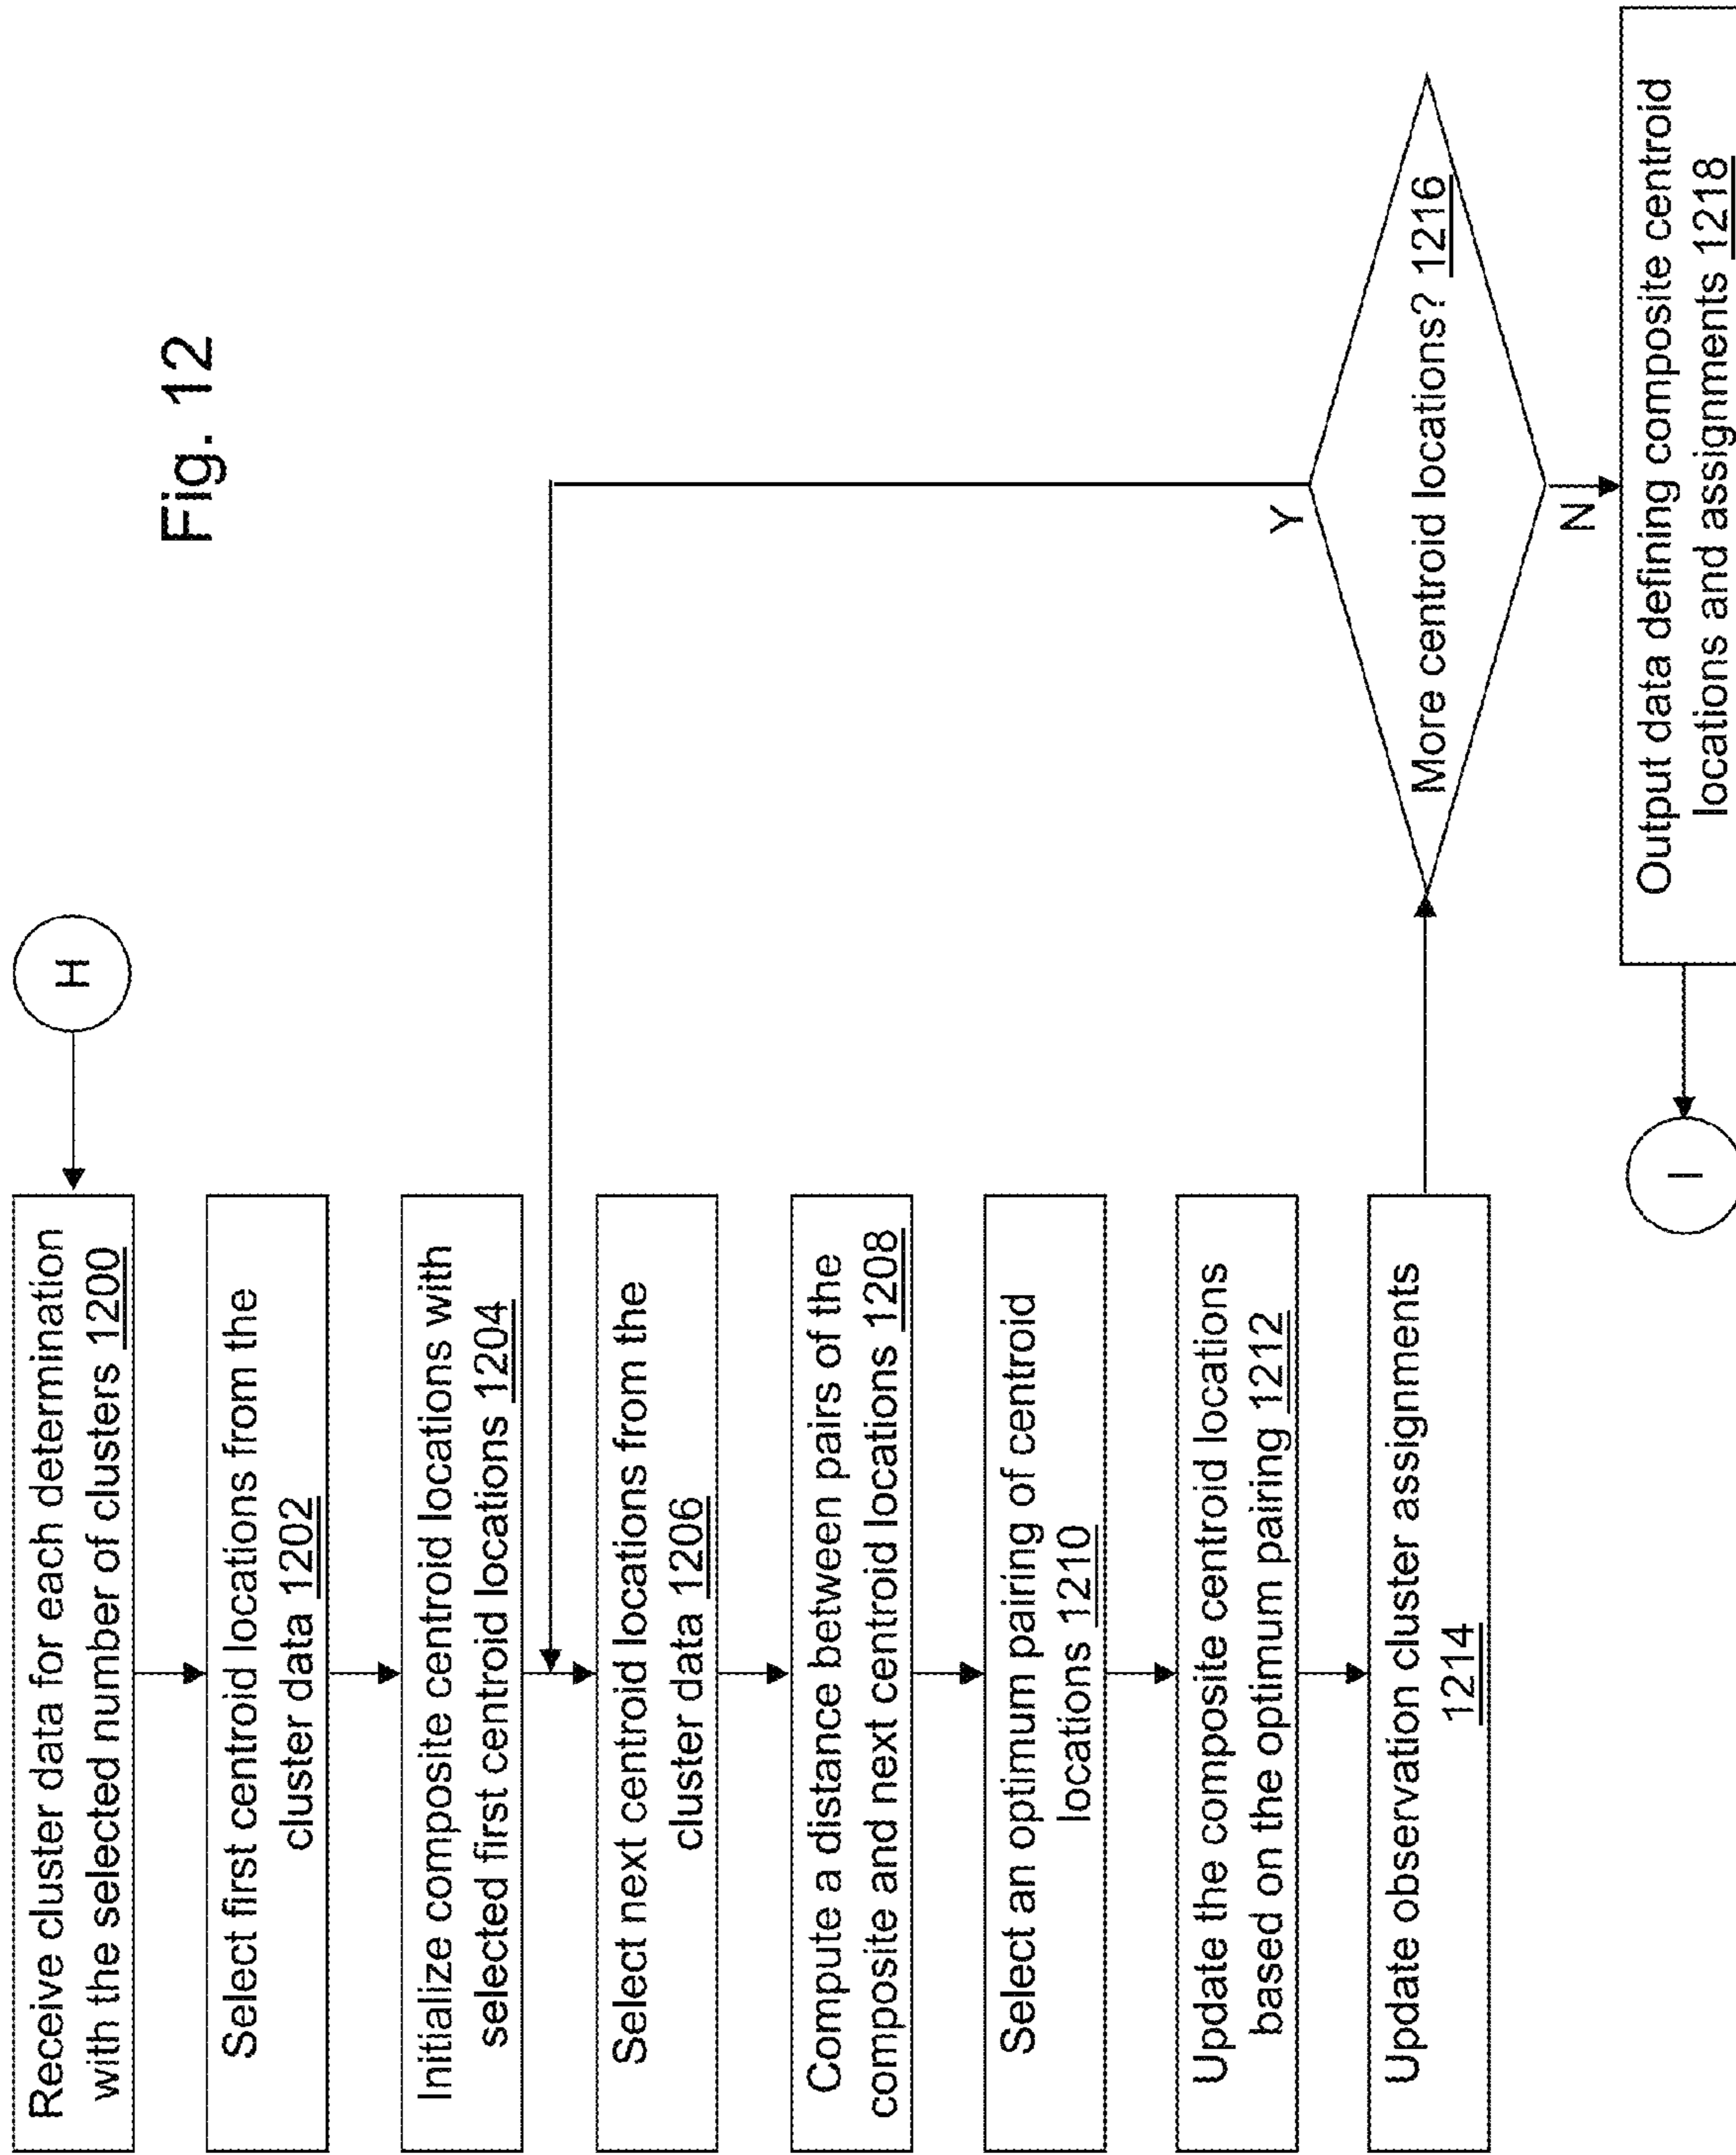 Fig. 12
H
Receive cluster data for each determination
with the selected number of clusters 1200
Select first centroid locations from the
cluster data 1202
Initialize composite centroid locations with
selected first centroid locations 1204
Select next centroid locations from the
cluster data 1206
Compute a distance between pairs of the
composite and next centroid locations 1208
Select an optimum pairing of centroid
locations 1210
Update the composite centroid locations
based on the optimum pairing 1212
Update observation cluster assignments
1214
More centroid locations? 1216
Y
N
Output data defining composite centroid
locations and assignments 1218
I